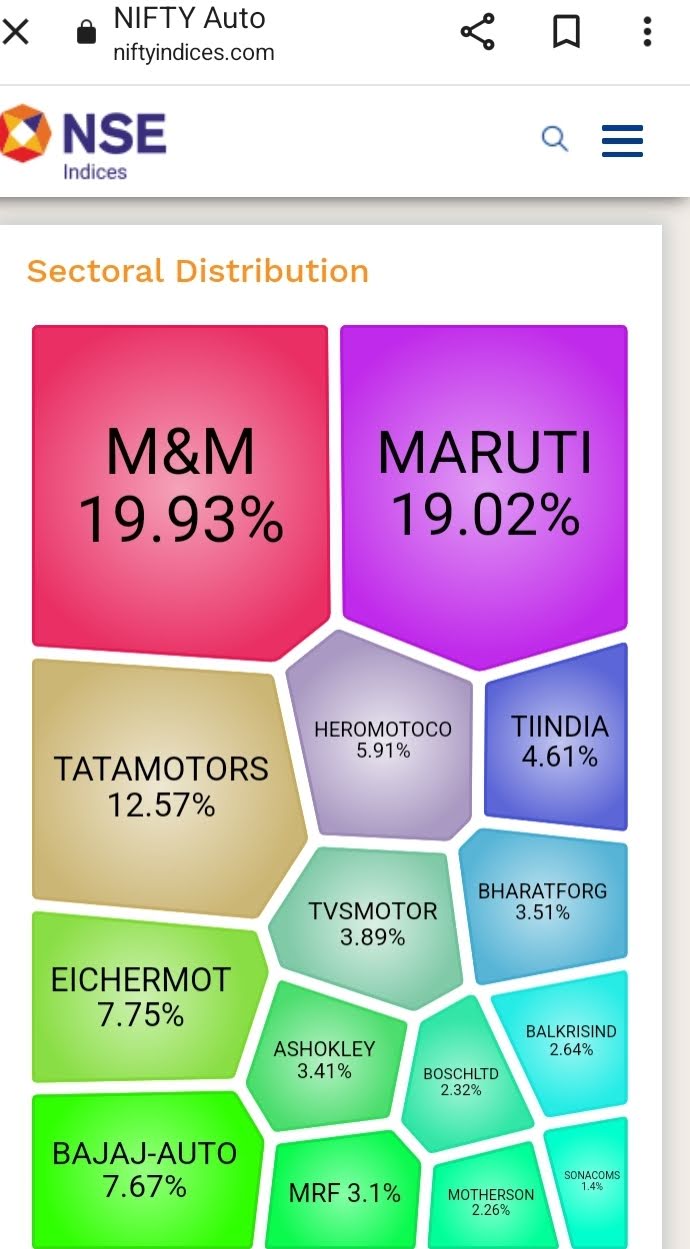 NIFTY Auto
niftyindices.com
NSE
Indices
Sectoral Distribution
M&M
19.93%
MARUTI
19.02%
TATAMOTORS
12.57%
HEROMOTOCO
5.91%
TIINDIA
4.61%
TVSMOTOR
3.89%
BHARATFORG
3.51%
EICHERMOT
7.75%
ASHOKLEY
3.41%
BOSCHLTD
2.32%
BALKRISIND
2.64%
BAJAJ-AUTO
7.67%
MRF 3.1%
MOTHERSON
2.26%
SONACOMS
1.4%